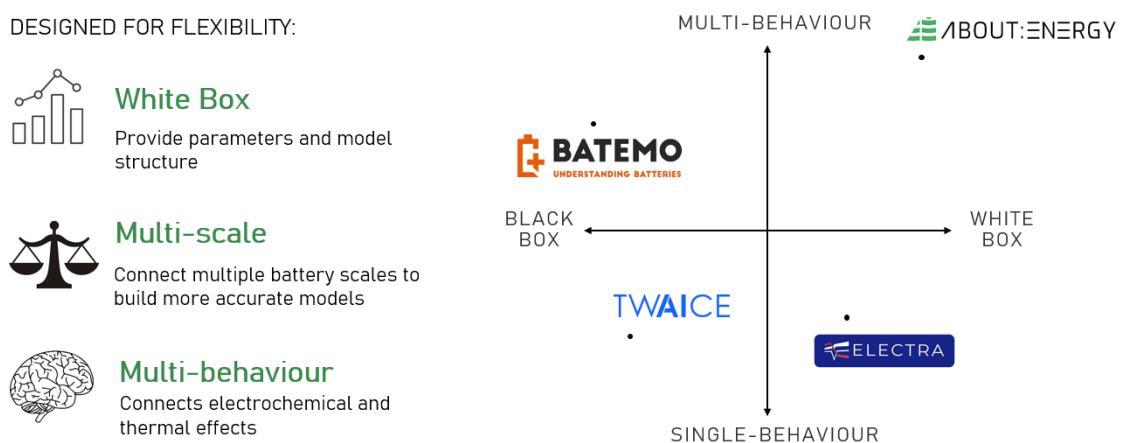 DESIGNED FOR FLEXIBILITY:
White Box
Provide parameters and model
structure
Multi-scale
Connect multiple battery scales to
build more accurate models
Multi-behaviour
Connects electrochemical and
thermal effects
MULTI-BEHAVIOUR
ABOUT:ENERGY
BATEMO
UNDERSTANDING BATTERIES
BLACK
BOX
WHITE
BOX
TWAICE
ELECTRA
SINGLE-BEHAVIOUR